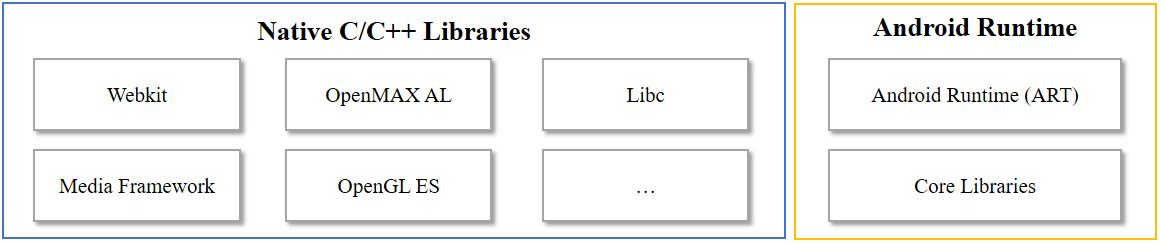 Native C/C++ Libraries
Webkit
OpenMAX AL
Libc
Media Framework
OpenGL ES
…
Android Runtime
Android Runtime (ART)
Core Libraries